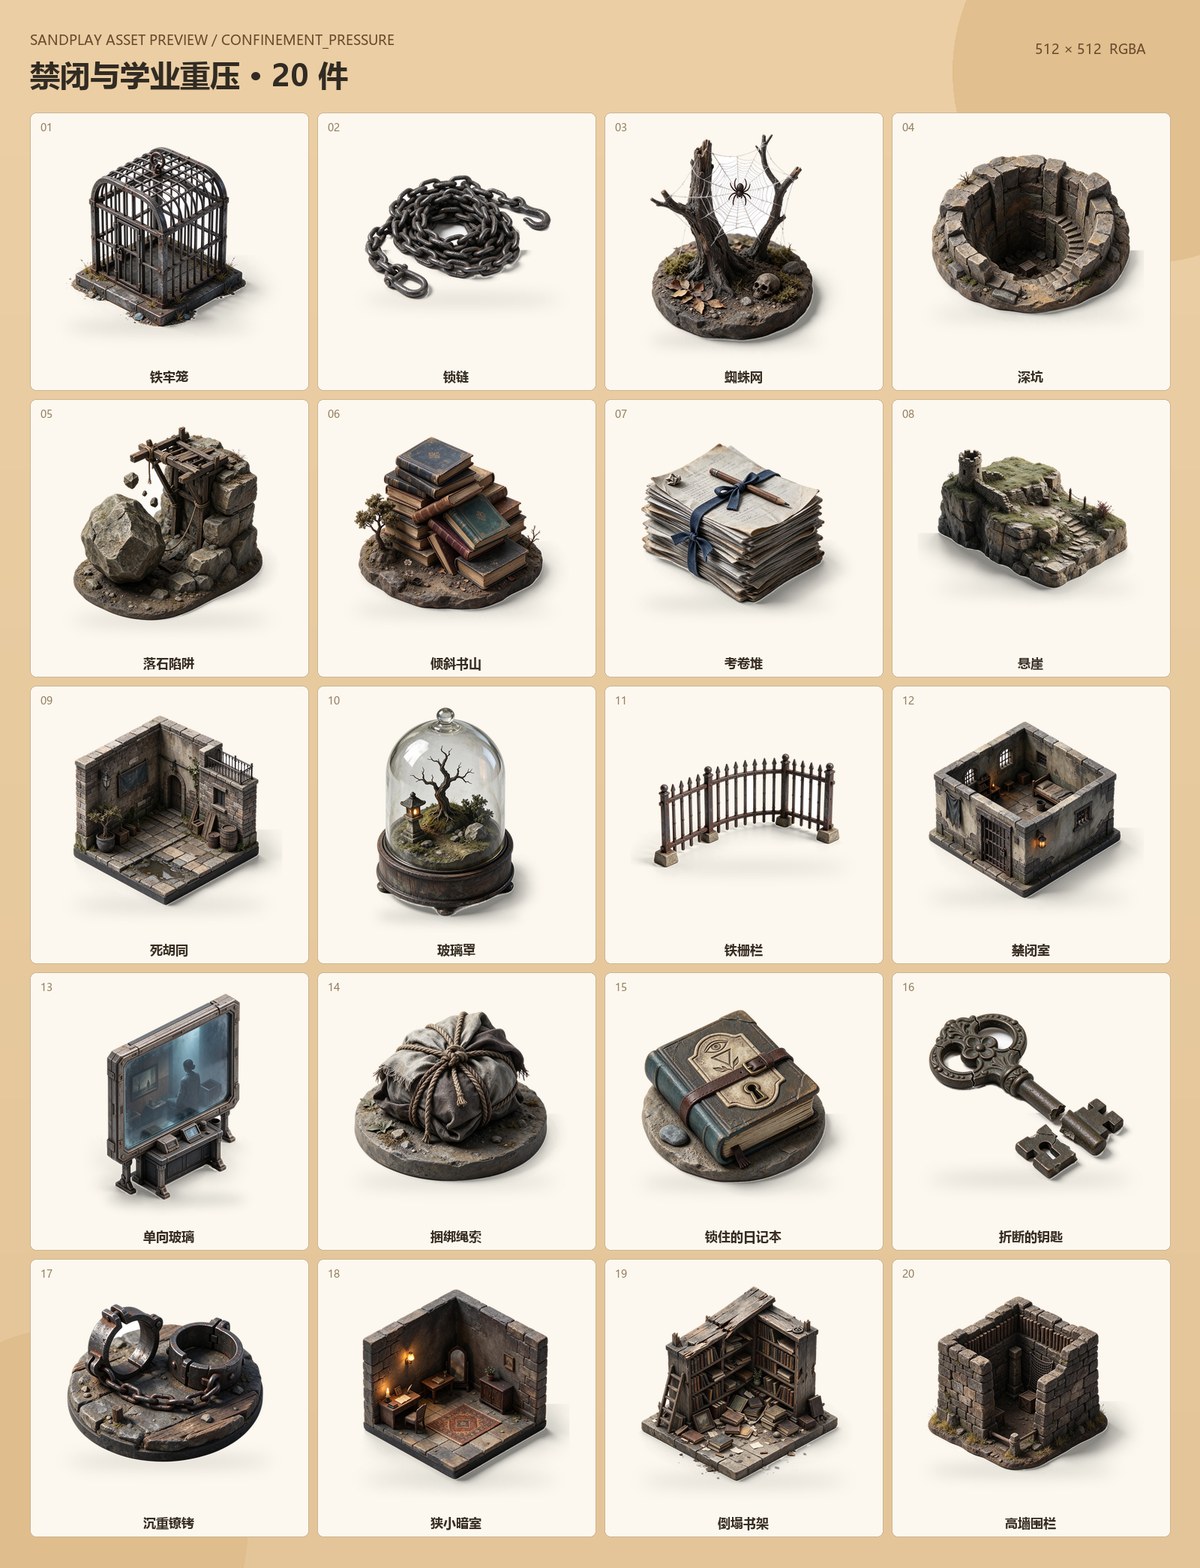 SANDPLAY ASSET PREVIEW / CONFINEMENT_PRESSURE
512 × 512 RGBA
禁闭与学业重压 • 20 件
01
02
03
04
铁牢笼
锁链
蜘蛛网
深坑
05
06
07
08
落石陷阱
倾斜书山
考卷堆
悬崖
09
10
11
12
死胡同
玻璃罩
铁栅栏
禁闭室
13
14
15
16
单向玻璃
捆绑绳索
锁住的日记本
折断的钥匙
17
18
19
20
沉重镣铐
狭小暗室
倒塌书架
高墙围栏